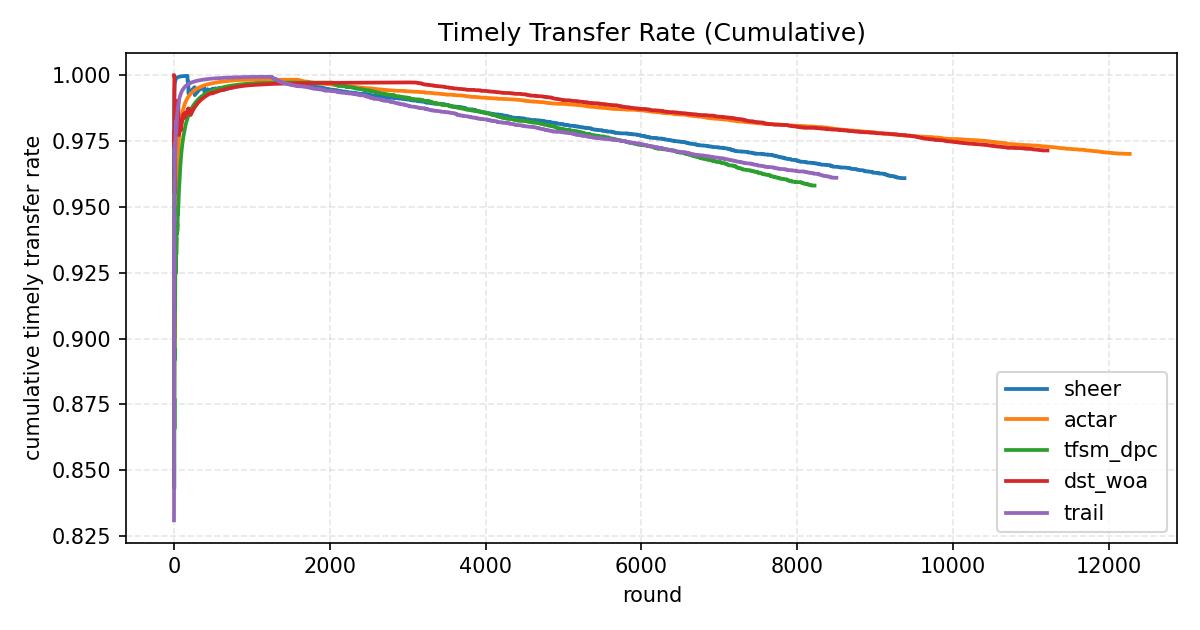 Timely Transfer Rate (Cumulative)
cumulative timely transfer rate
1.000
0.975
0.950
0.925
0.900
0.875
0.850
0.825
0 2000 4000 6000 8000 10000 12000
round
sheer
actar
tfsm_dpc
dst_woa
trail